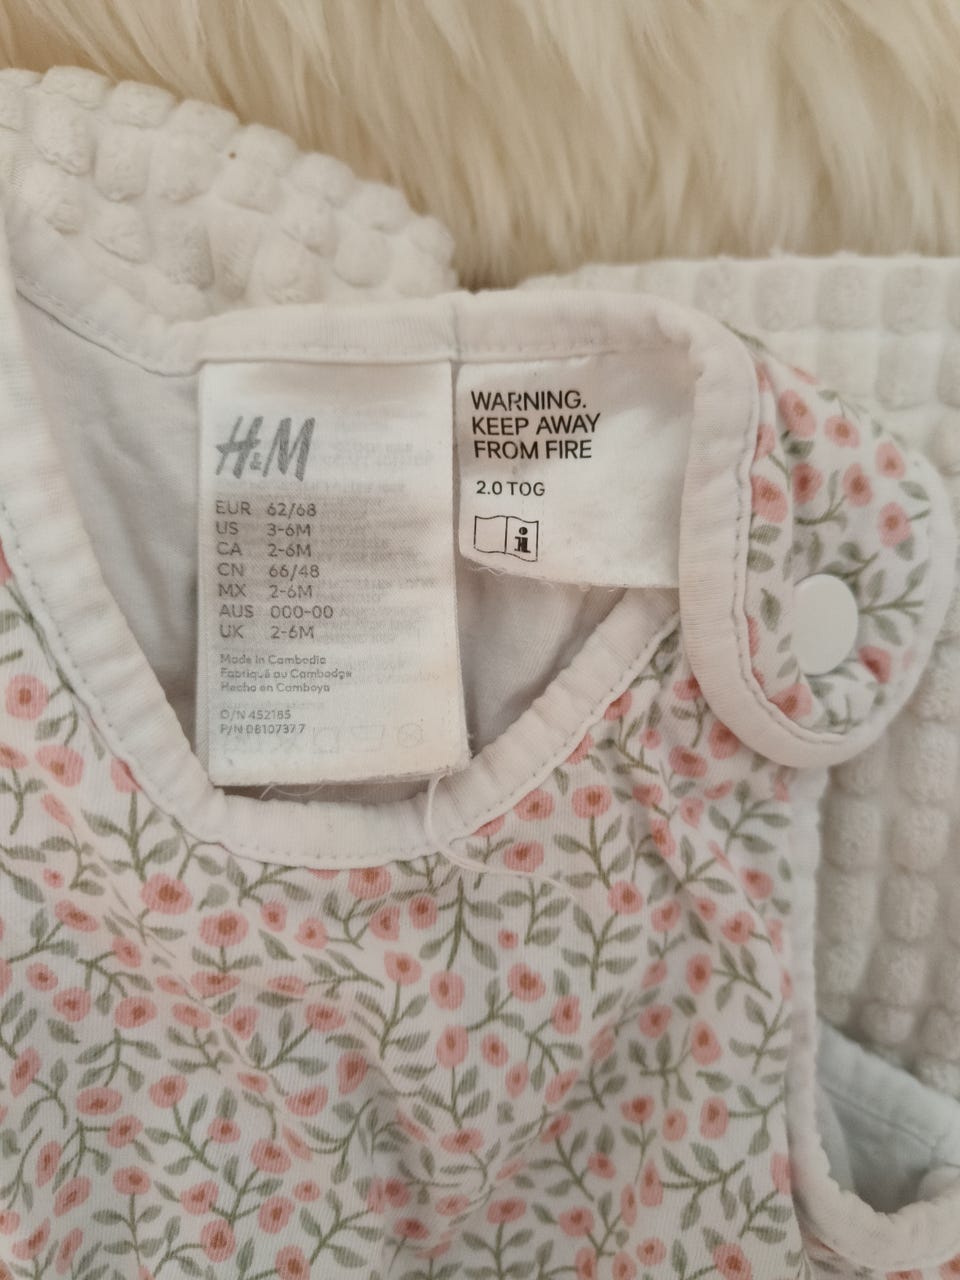 H&M
EUR 62/68
US 3-6M
CA 2-6M
CN 66/48
MX 2-6M
AUS 000-00
UK 2-6M
Made in Cambodia
Fabriqué au Cambodge
Hecho en Camboya
O/N 452185
P/N DB107377
WARNING.
KEEP AWAY
FROM FIRE
2.0 TOG
i